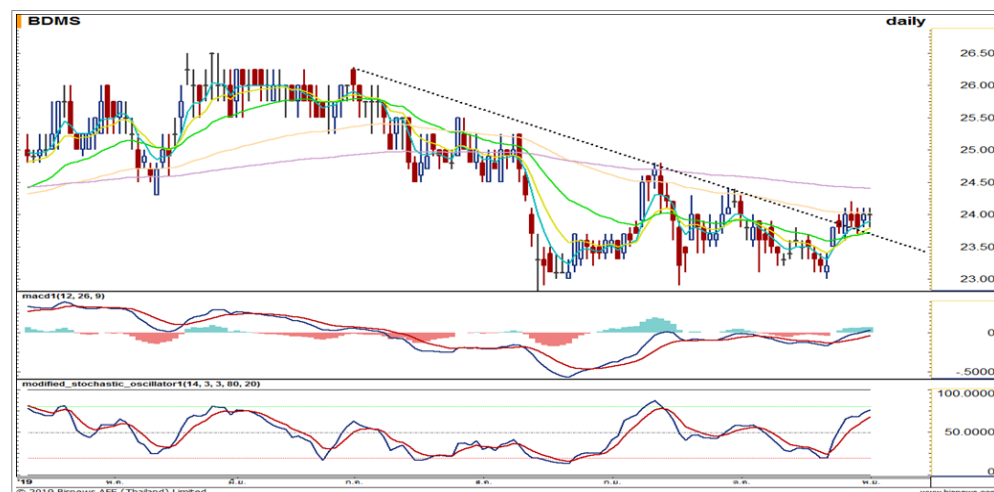 BDMS daily
26.50
26.00
25.50
25.00
24.50
24.00
23.50
23.00
macd1(12, 26, 9)
0
-.5000
modified_stochastic_oscillator1(14, 3, 3, 80, 20)
100.0000
50.0000
0
'19 พ.ค. มิ.ย. ก.ค. ส.ค. ก.ย. ต.ค. พ.ย.
© 2019 Bisnews AFE (Thailand) Limited